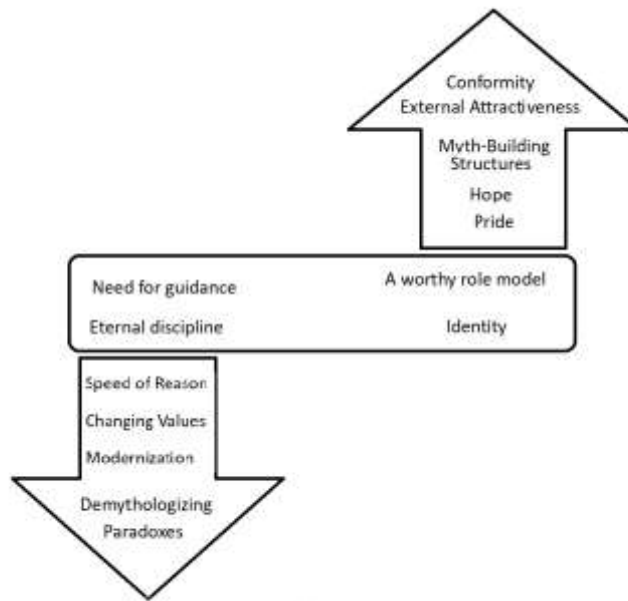 Conformity
External Attractiveness
Myth-Building
Structures
Hope
Pride
Need for guidance
A worthy role model
Eternal discipline
Identity
Speed of Reason
Changing Values
Modernization
Demythologizing
Paradoxes